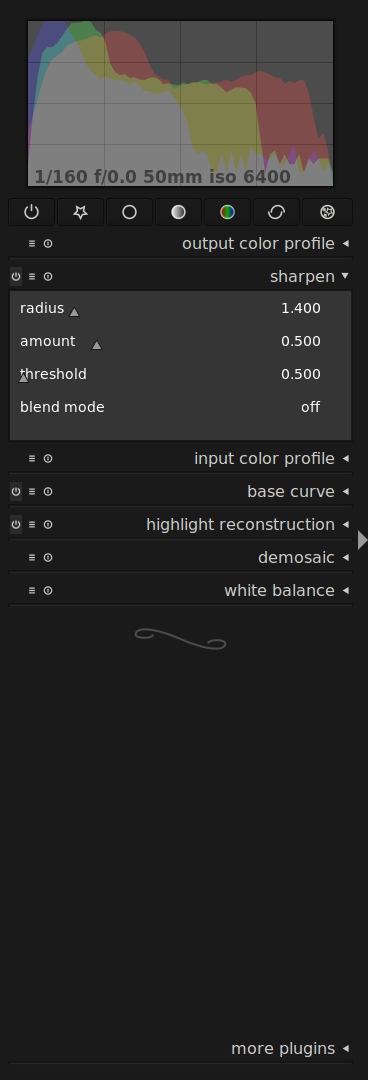 1/160 f/0.0 50mm iso 6400
output color profile
sharpen
radius 1.400
amount 0.500
threshold 0.500
blend mode off
input color profile
base curve
highlight reconstruction
demosaic
white balance
more plugins